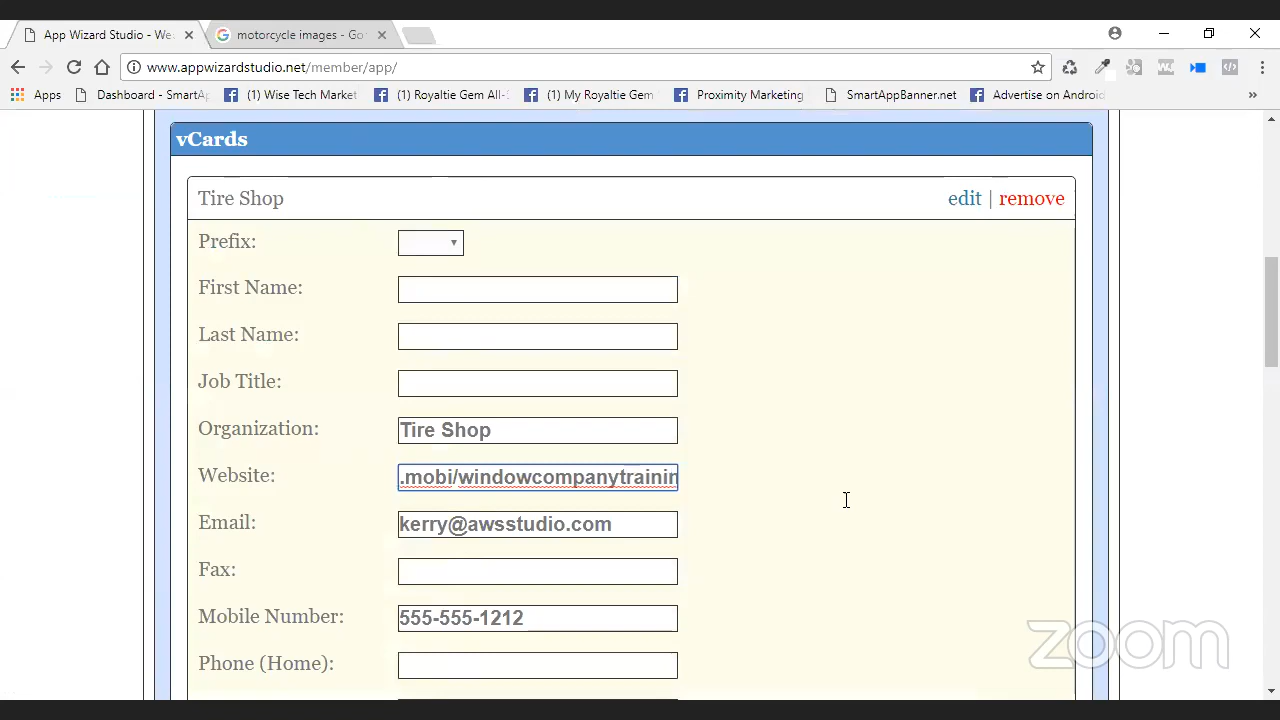 App Wizard Studio - We
motorcycle images - Go
www.appwizardstudio.net/member/app/
Apps
Dashboard - SmartA
(1) Wise Tech Market
(1) Royaltie Gem All-
(1) My Royaltie Gem
Proximity Marketing
SmartAppBanner.net
Advertise on Android
»
vCards
Tire Shop
edit | remove
Prefix:
First Name:
Last Name:
Job Title:
Organization: Tire Shop
Website: .mobi/windowcompanytrainin
Email: kerry@awsstudio.com
Fax:
Mobile Number: 555-555-1212
Phone (Home):
zoom